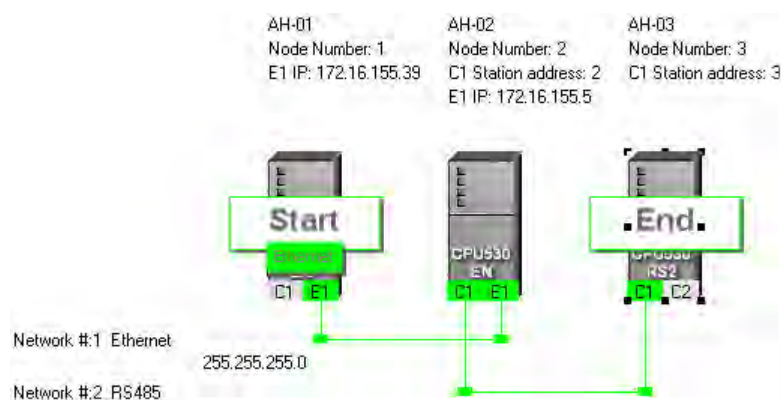 AH-01
Node Number: 1
E1 IP: 172.16.155.39
AH-02
Node Number: 2
C1 Station address: 2
E1 IP: 172.16.155.5
AH-03
Node Number: 3
C1 Station address: 3
Start
C1 E1
CPU530
EN
C1 E1
End
CPU530
RS2
C1 C2
Network #:1 Ethernet
255.255.255.0
Network #:2 RS485